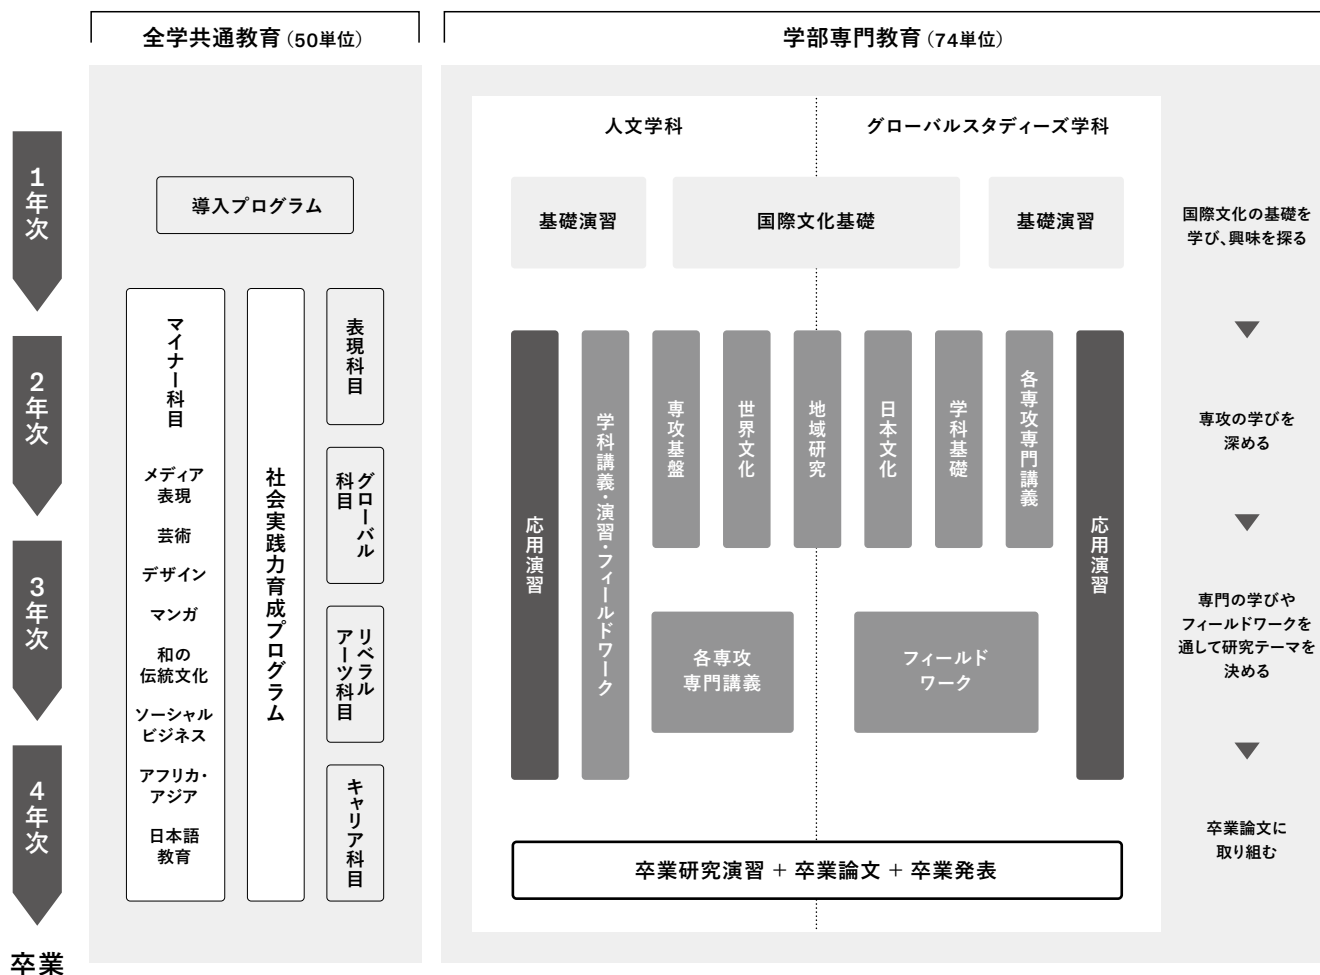 全学共通教育（50単位）
学部専門教育（74単位）
1年次
2年次
3年次
4年次
卒業
導入プログラム
マイナー科目
メディア
表現
芸術
デザイン
マンガ
和の
伝統文化
ソーシャル
ビジネス
アフリカ・
アジア
日本語
教育
社会実践力育成プログラム
表現科目
グローバル
科目
リベラル
アーツ科目
キャリア科目
人文学科
グローバルスタディーズ学科
基礎演習
国際文化基礎
基礎演習
応用演習
学科講義・演習・フィールドワーク
専攻基盤
世界文化
地域研究
日本文化
学科基礎
各専攻専門講義
応用演習
各専攻
専門講義
フィールド
ワーク
卒業研究演習 + 卒業論文 + 卒業発表
国際文化の基礎を
学び、興味を探る
専攻の学びを
深める
専門の学びや
フィールドワークを
通して研究テーマを
決める
卒業論文に
取り組む